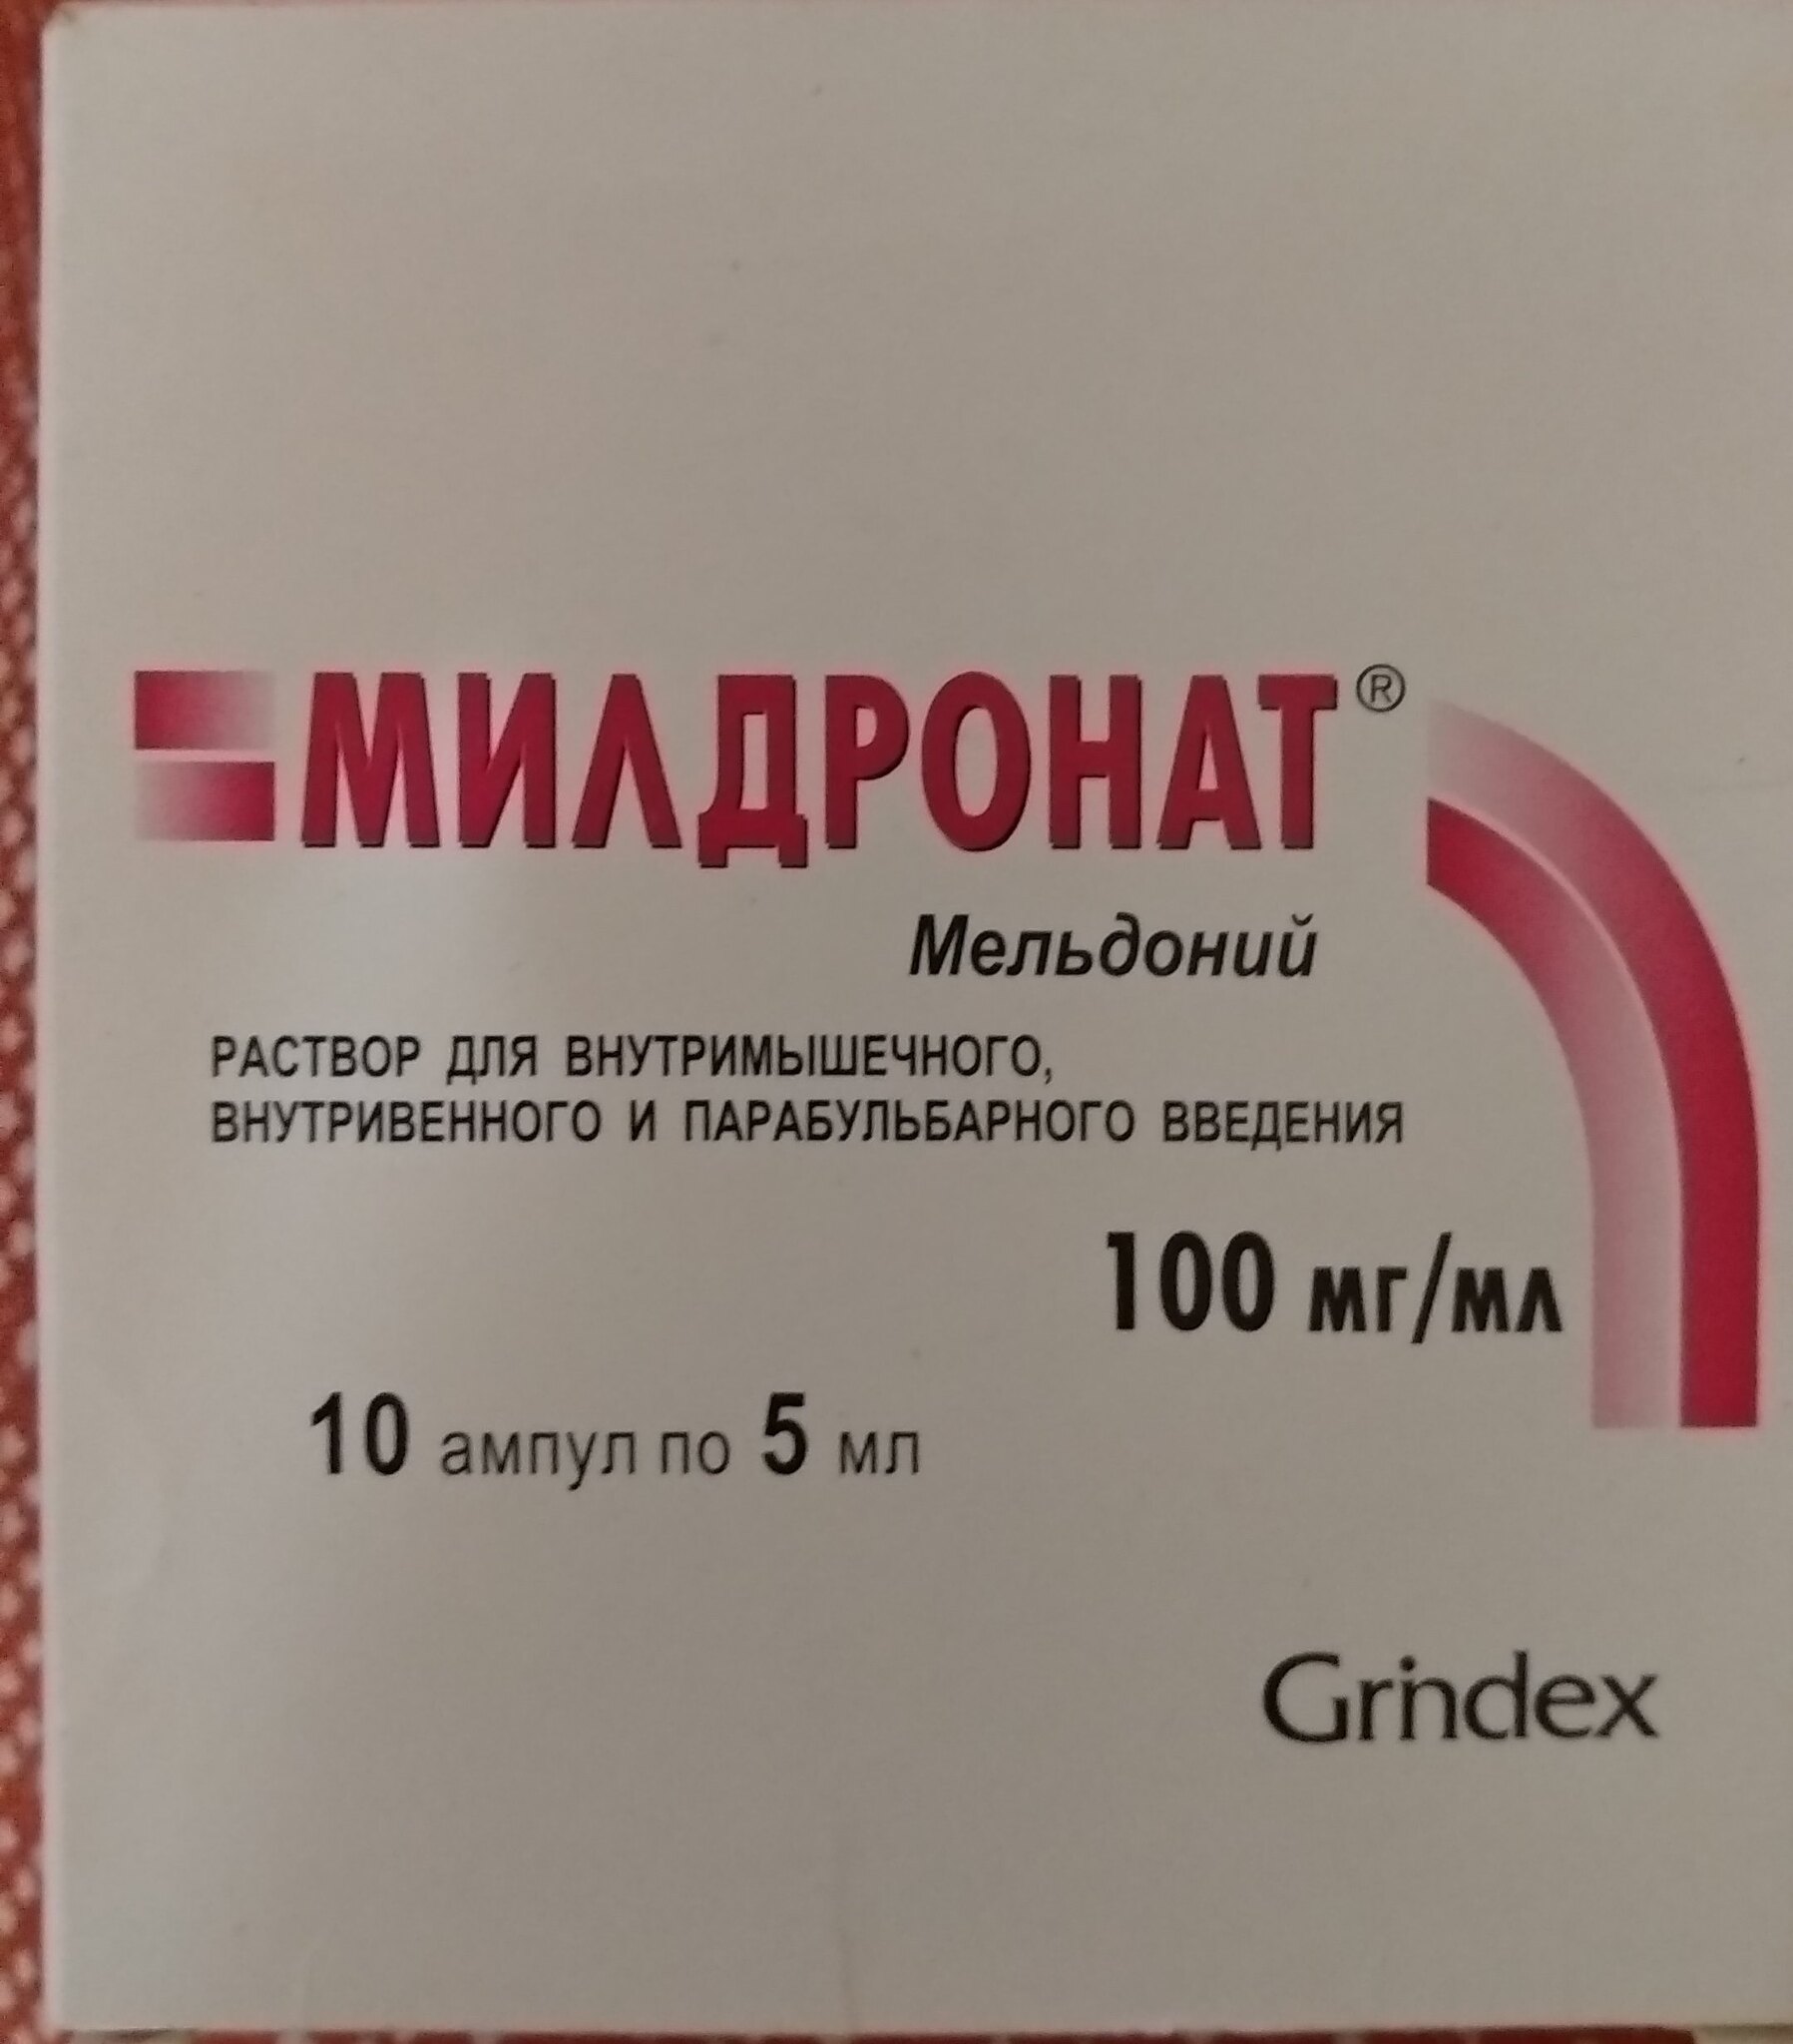 МИЛДРОНАТ®
Мельдоний
РАСТВОР ДЛЯ ВНУТРИМЫШЕЧНОГО,
ВНУТРИВЕННОГО И ПАРАБУЛЬБАРНОГО ВВЕДЕНИЯ
100 мг/мл
10 ампул по 5 мл
Grindex